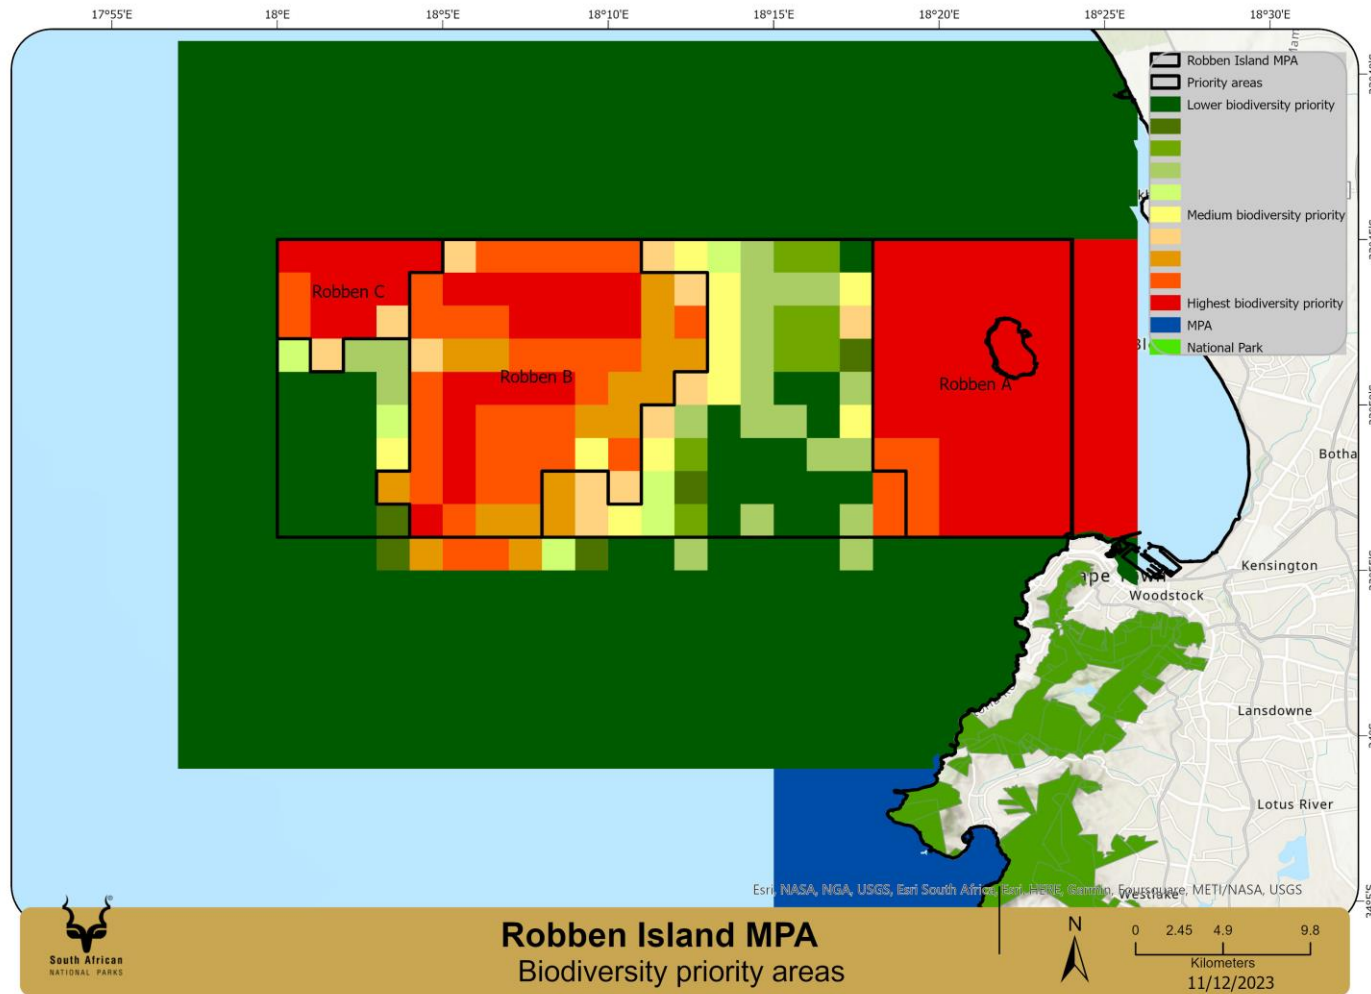 17°55'E 18°E 18°5'E 18°10'E 18°15'E 18°20'E 18°25'E 18°30'E
Robben Island MPA
Priority areas
Lower biodiversity priority
Medium biodiversity priority
Highest biodiversity priority
MPA
National Park
Robben C
Robben B
Robben A
Botha
Kensington
Woodstock
Lansdowne
Lotus River
Westlake
Esri, NASA, NGA, USGS, Esri South Africa, Esri, HERE, Garmin, Foursquare, METI/NASA, USGS
South African
NATIONAL PARKS
Robben Island MPA
Biodiversity priority areas
N
0 2.45 4.9 9.8
Kilometers
11/12/2023